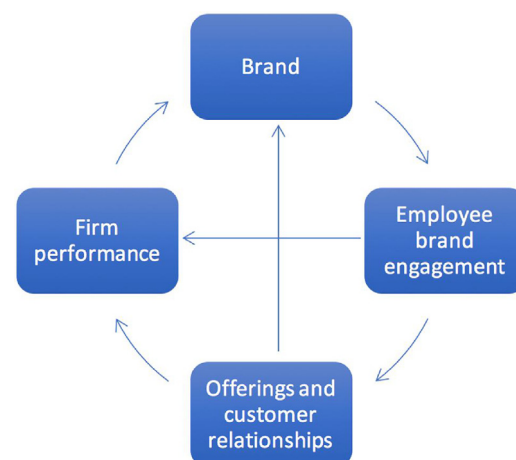 Brand
Employee
brand
engagement
Firm
performance
Offerings and
customer
relationships